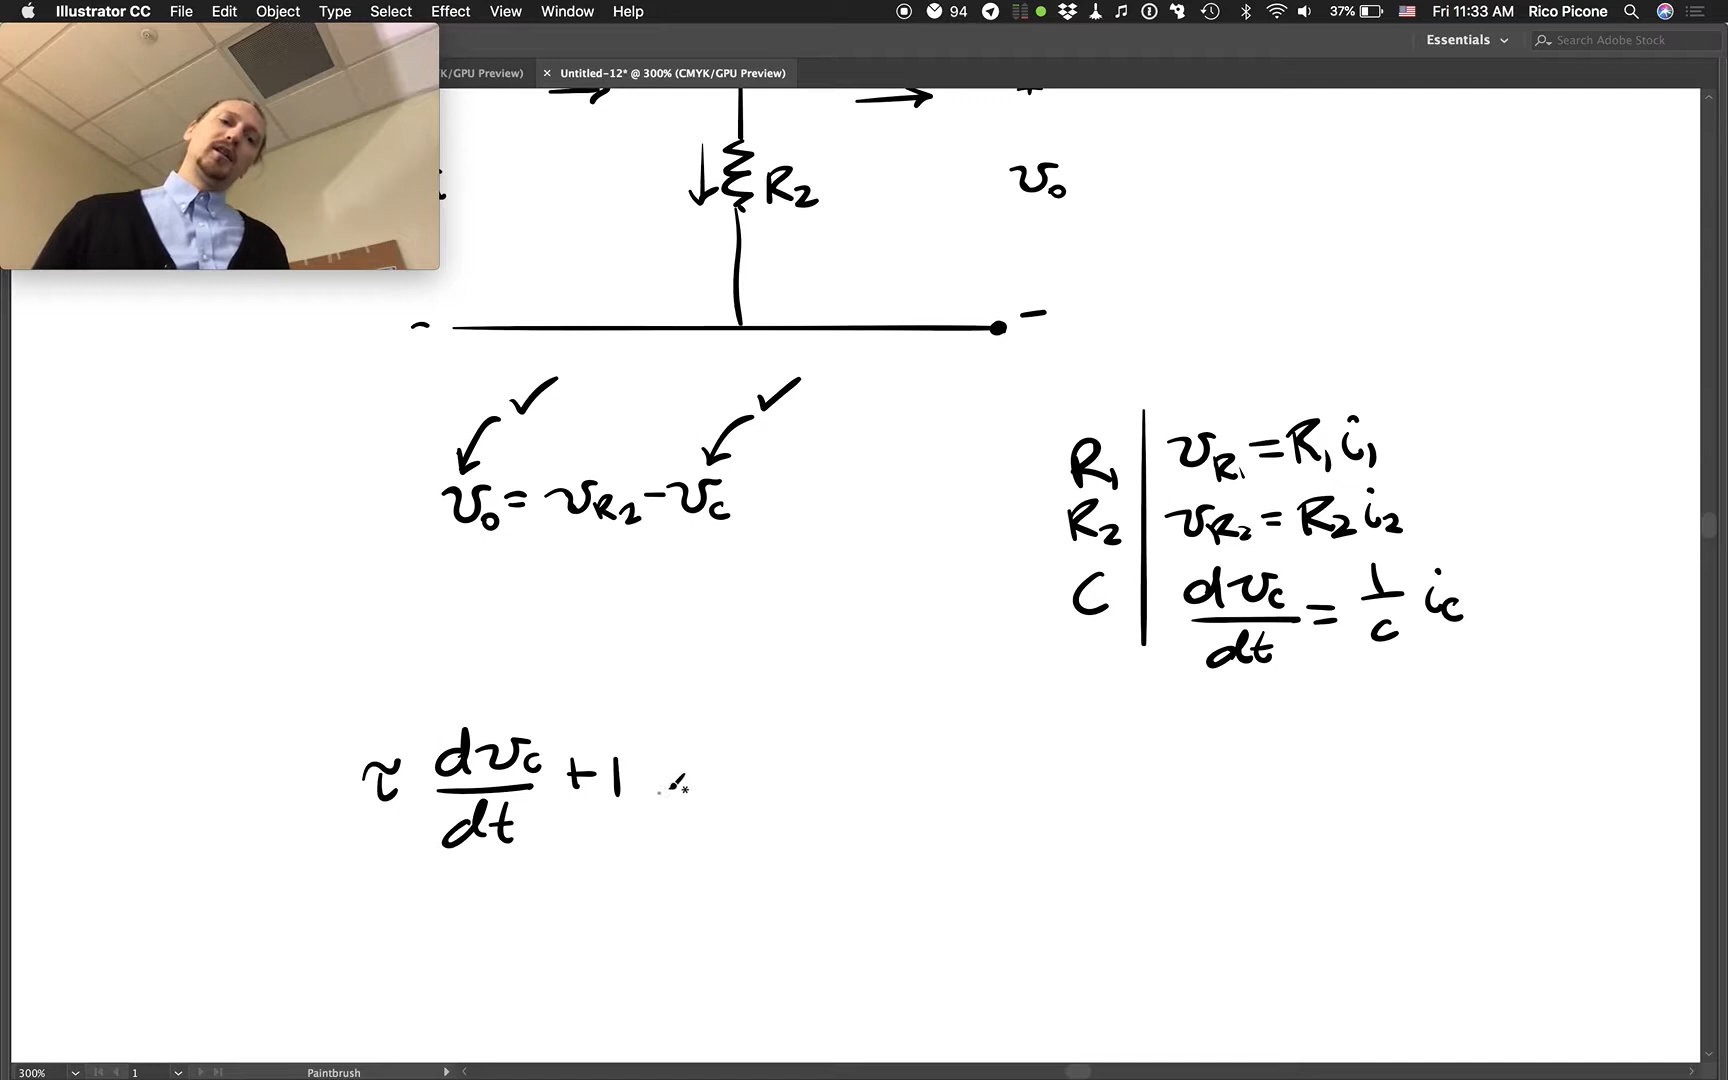 Illustrator CC File Edit Object Type Select Effect View Window Help 94 37% Fri 11:33 AM Rico Picone
Essentials Search Adobe Stock
K/GPU Preview) × Untitled-12* @ 300% (CMYK/GPU Preview)
R₂ v₀
−
v₀ = v_R₂ − v_C
R₁ | v_R₁ = R₁ i₁
R₂ | v_R₂ = R₂ i₂
C | dv_C/dt = 1/C i_C
τ dv_C/dt + 1
300% 1 Paintbrush